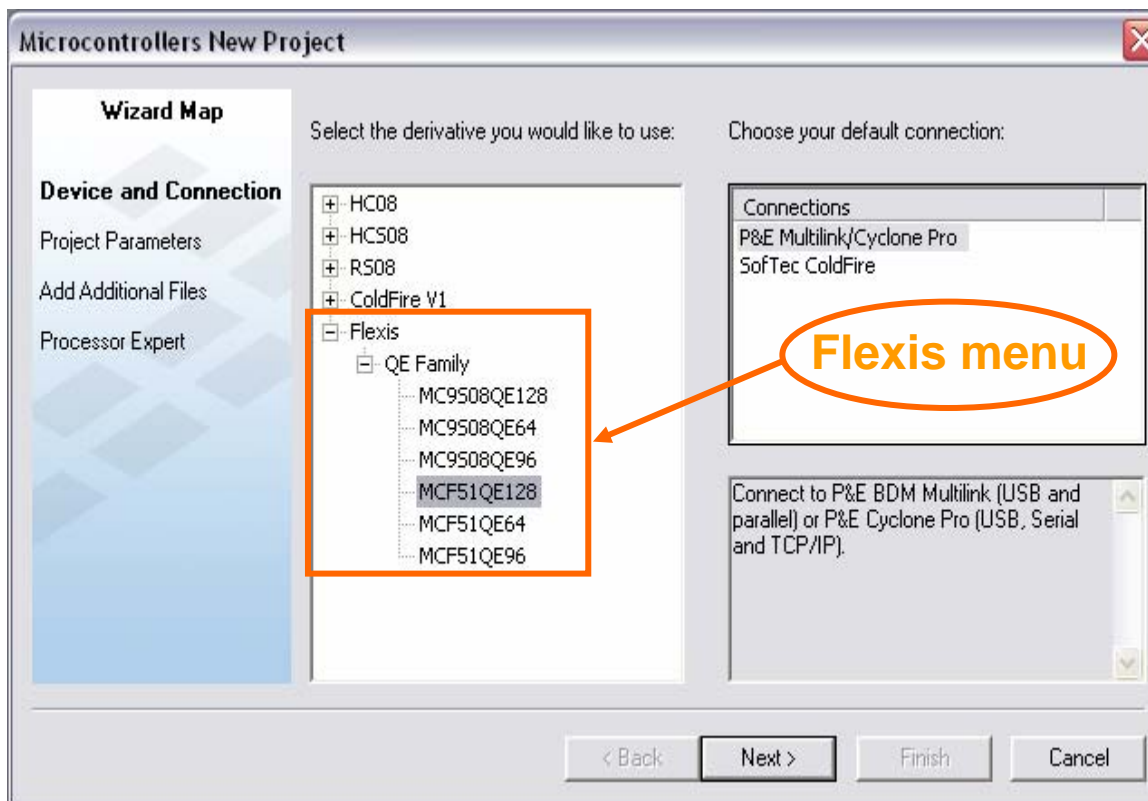 Microcontrollers New Project
Wizard Map
Device and Connection
Project Parameters
Add Additional Files
Processor Expert
Select the derivative you would like to use:
HC08
HCS08
RS08
ColdFire V1
Flexis
QE Family
MC9S08QE128
MC9S08QE64
MC9S08QE96
MCF51QE128
MCF51QE64
MCF51QE96
Choose your default connection:
Connections
P&E Multilink/Cyclone Pro
SofTec ColdFire
Flexis menu
Connect to P&E BDM Multilink (USB and
parallel) or P&E Cyclone Pro (USB, Serial
and TCP/IP).
< Back
Next >
Finish
Cancel